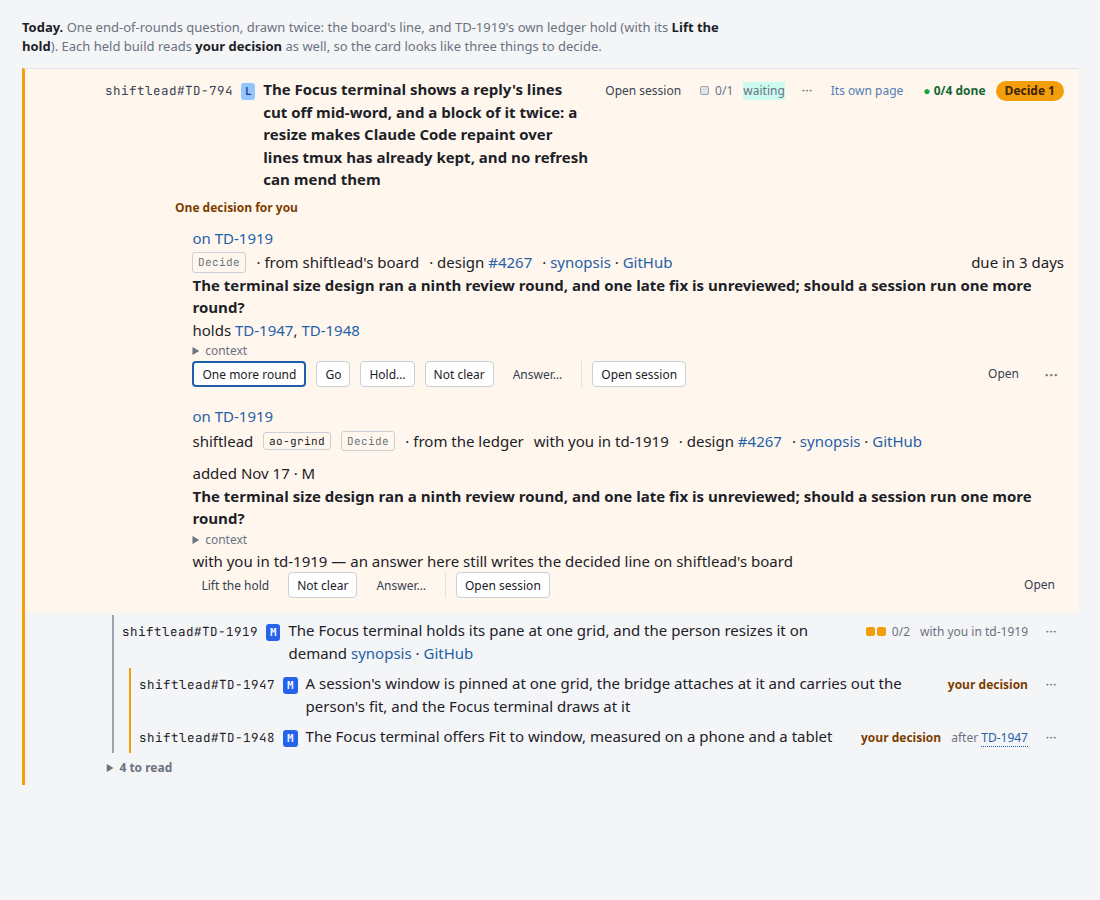 Today. One end-of-rounds question, drawn twice: the board's line, and TD-1919's own ledger hold (with its Lift the
hold). Each held build reads your decision as well, so the card looks like three things to decide.
shiftlead#TD-794 L The Focus terminal shows a reply's lines Open session 0/1 waiting ··· Its own page ● 0/4 done Decide 1
cut off mid-word, and a block of it twice: a
resize makes Claude Code repaint over
lines tmux has already kept, and no refresh
can mend them
One decision for you
on TD-1919
Decide · from shiftlead's board · design #4267 · synopsis · GitHub due in 3 days
The terminal size design ran a ninth review round, and one late fix is unreviewed; should a session run one more
round?
holds TD-1947, TD-1948
▶ context
One more round Go Hold... Not clear Answer... Open session Open ···
on TD-1919
shiftlead ao-grind Decide · from the ledger with you in td-1919 · design #4267 · synopsis · GitHub
added Nov 17 · M
The terminal size design ran a ninth review round, and one late fix is unreviewed; should a session run one more
round?
▶ context
with you in td-1919 — an answer here still writes the decided line on shiftlead's board
Lift the hold Not clear Answer... Open session Open
shiftlead#TD-1919 M The Focus terminal holds its pane at one grid, and the person resizes it on 0/2 with you in td-1919 ···
demand synopsis · GitHub
shiftlead#TD-1947 M A session's window is pinned at one grid, the bridge attaches at it and carries out the your decision ···
person's fit, and the Focus terminal draws at it
shiftlead#TD-1948 M The Focus terminal offers Fit to window, measured on a phone and a tablet your decision after TD-1947 ···
▶ 4 to read